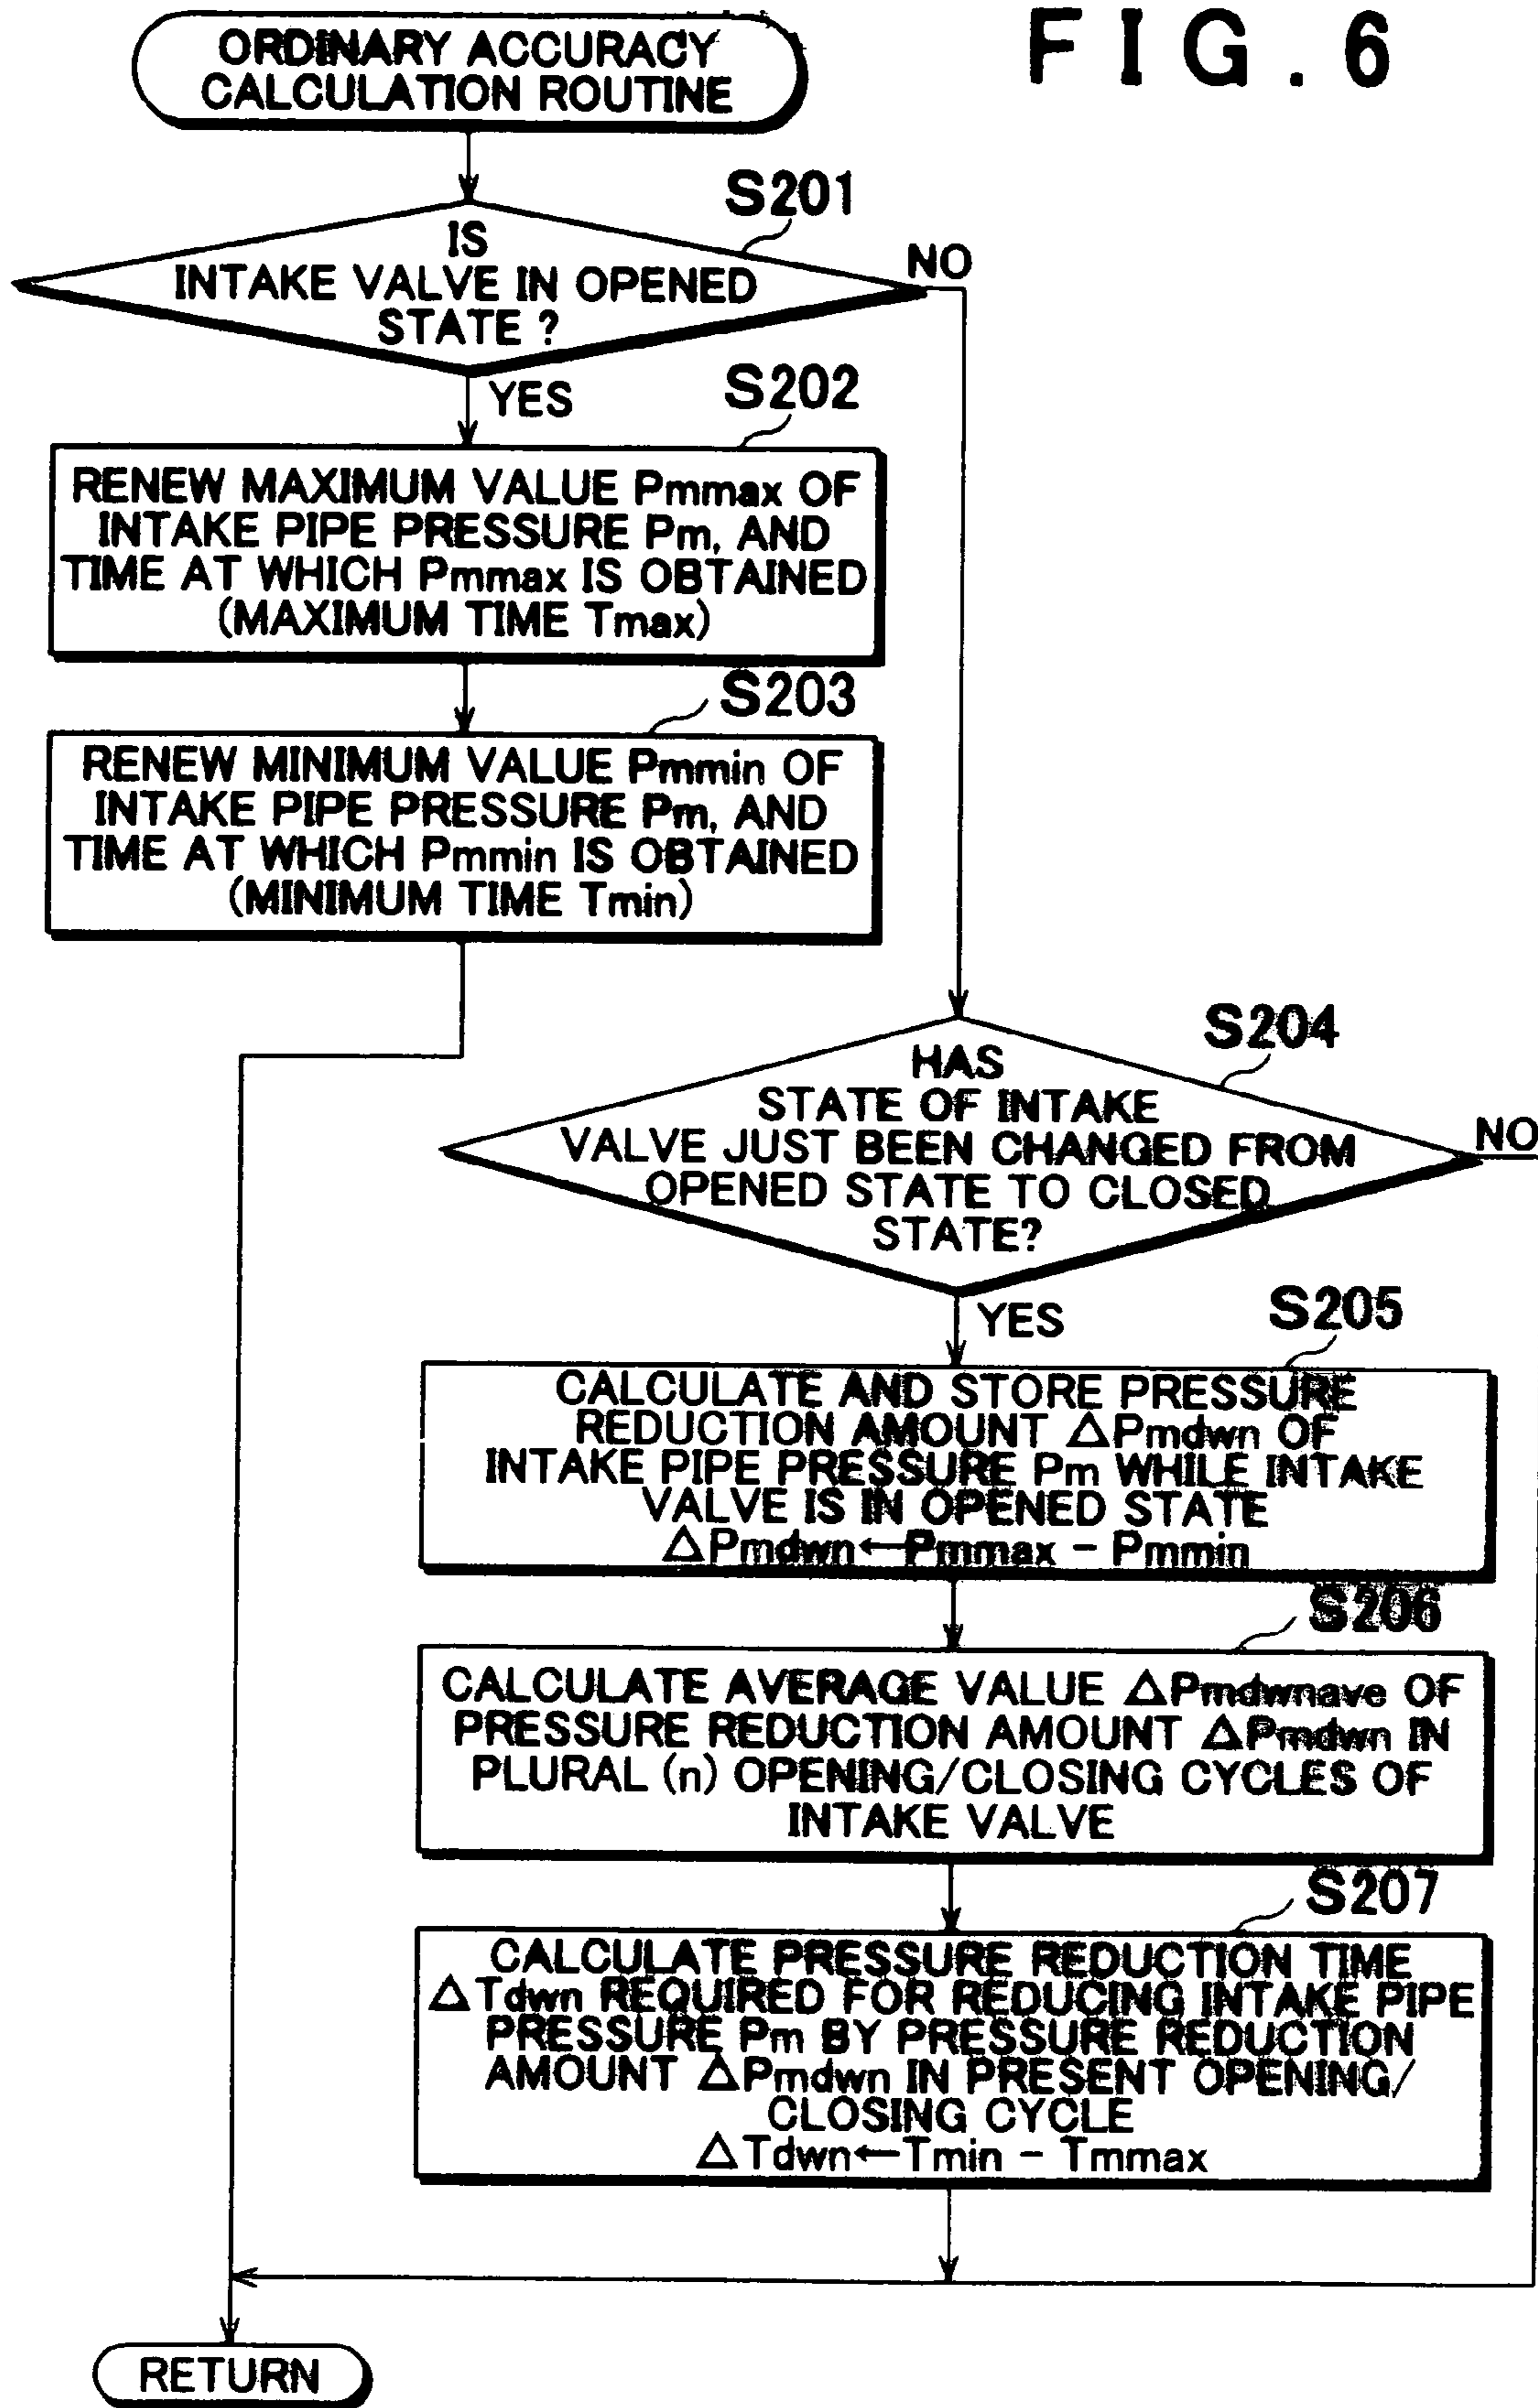 FIG. 6
ORDINARY ACCURACY
CALCULATION ROUTINE
S201
IS
INTAKE VALVE IN OPENED
STATE ?
NO
YES
S202
RENEW MAXIMUM VALUE Pmmax OF
INTAKE PIPE PRESSURE Pm, AND
TIME AT WHICH Pmmax IS OBTAINED
(MAXIMUM TIME Tmax)
S203
RENEW MINIMUM VALUE Pmmin OF
INTAKE PIPE PRESSURE Pm, AND
TIME AT WHICH Pmmin IS OBTAINED
(MINIMUM TIME Tmin)
S204
HAS
STATE OF INTAKE
VALVE JUST BEEN CHANGED FROM
OPENED STATE TO CLOSED
STATE?
NO
YES
S205
CALCULATE AND STORE PRESSURE
REDUCTION AMOUNT △Pmdwn OF
INTAKE PIPE PRESSURE Pm WHILE INTAKE
VALVE IS IN OPENED STATE
△Pmdwn←Pmmax − Pmmin
S206
CALCULATE AVERAGE VALUE △Pmdwnave OF
PRESSURE REDUCTION AMOUNT △Pmdwn IN
PLURAL (n) OPENING/CLOSING CYCLES OF
INTAKE VALVE
S207
CALCULATE PRESSURE REDUCTION TIME
△Tdwn REQUIRED FOR REDUCING INTAKE PIPE
PRESSURE Pm BY PRESSURE REDUCTION
AMOUNT △Pmdwn IN PRESENT OPENING/
CLOSING CYCLE
△Tdwn←Tmin − Tmmax
RETURN